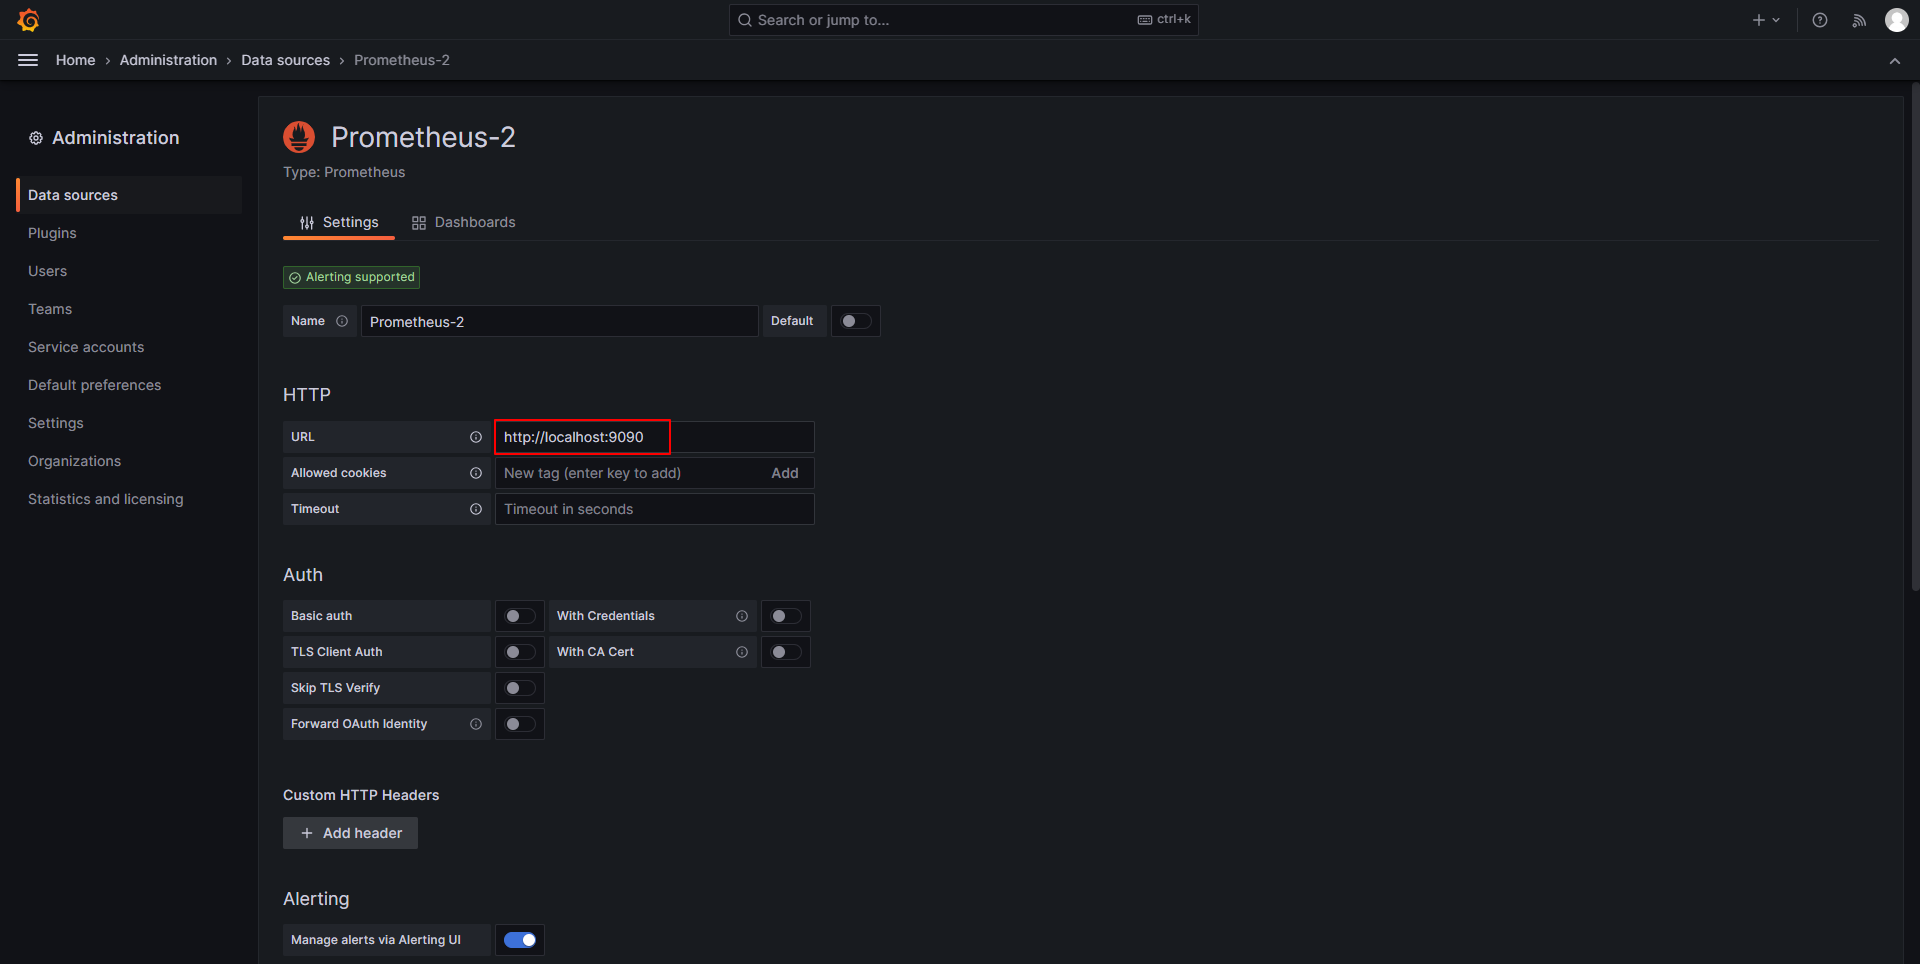 Search or jump to...
ctrl+k
Home › Administration › Data sources › Prometheus-2
Administration
Data sources
Plugins
Users
Teams
Service accounts
Default preferences
Settings
Organizations
Statistics and licensing
Prometheus-2
Type: Prometheus
Settings
Dashboards
Alerting supported
Name
Prometheus-2
Default
HTTP
URL
http://localhost:9090
Allowed cookies
New tag (enter key to add)
Add
Timeout
Timeout in seconds
Auth
Basic auth
With Credentials
TLS Client Auth
With CA Cert
Skip TLS Verify
Forward OAuth Identity
Custom HTTP Headers
+ Add header
Alerting
Manage alerts via Alerting UI